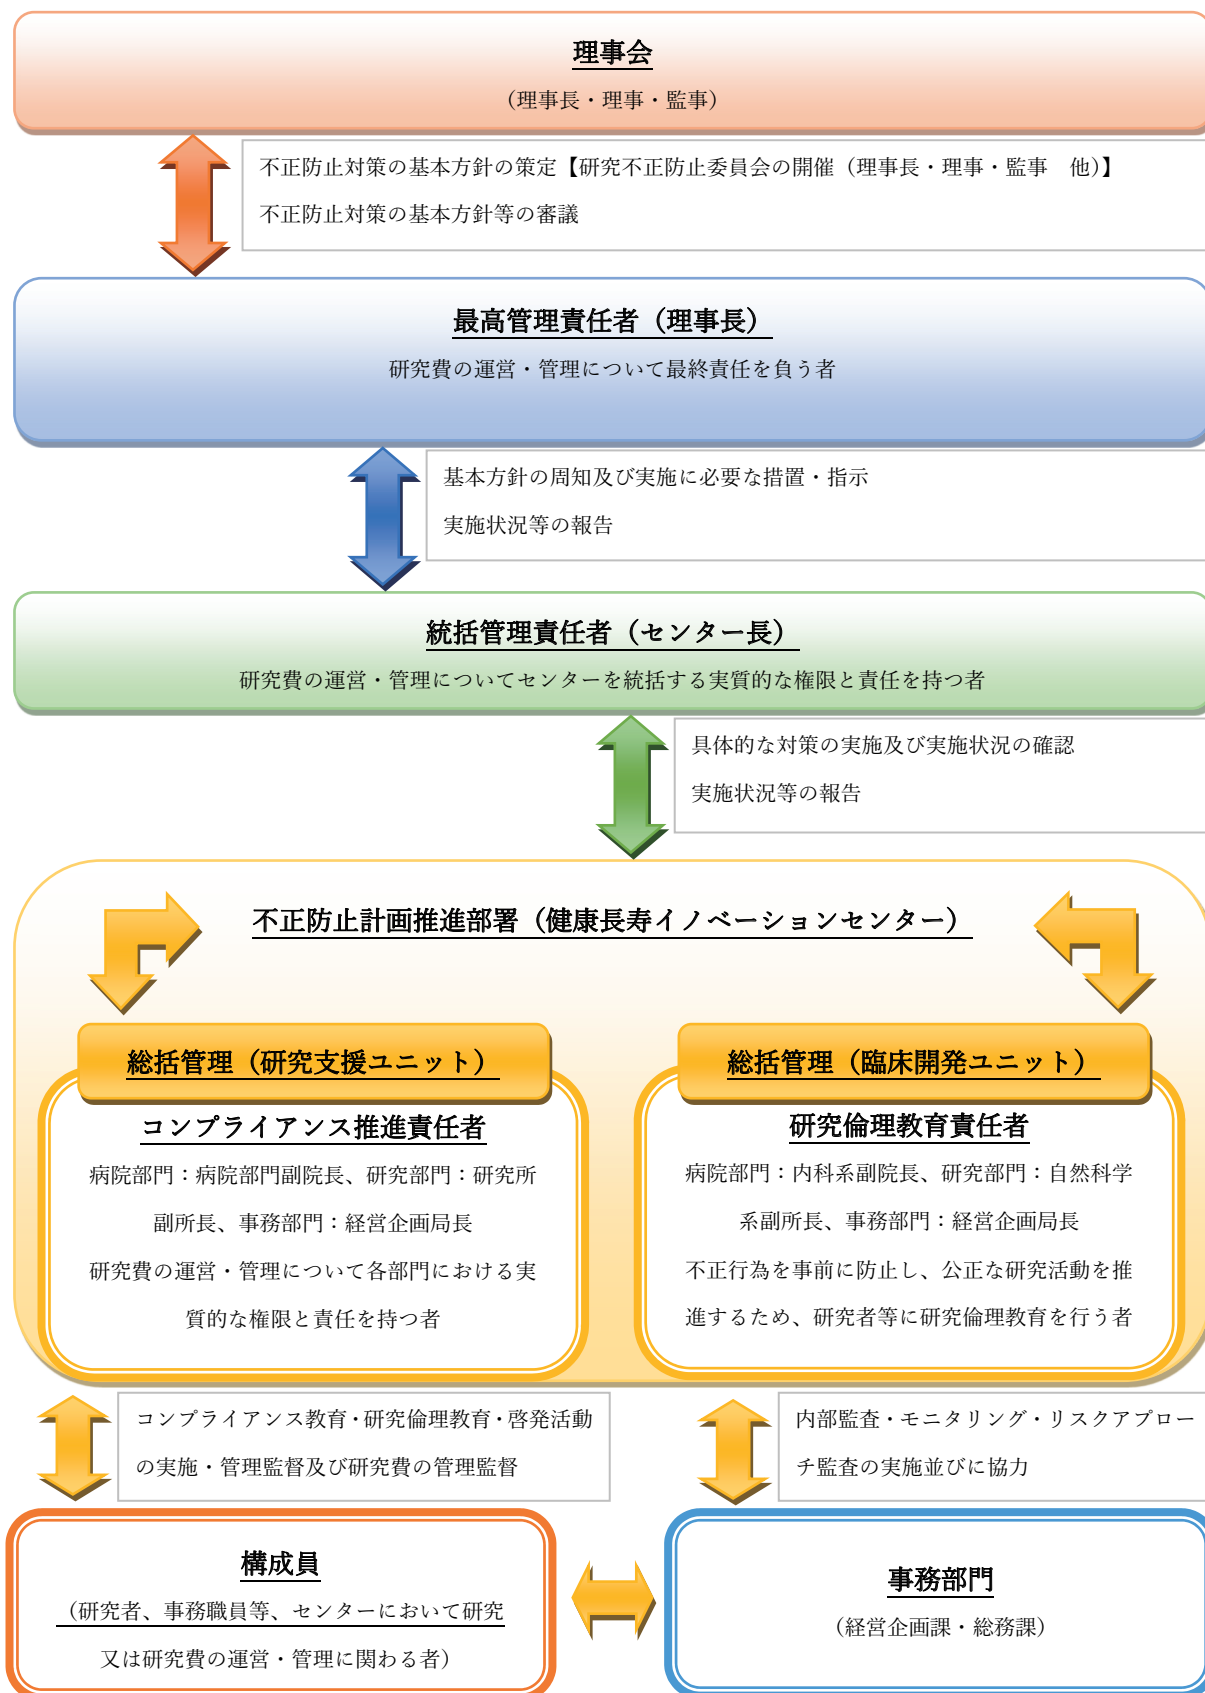 理事会
（理事長・理事・監事）
不正防止対策の基本方針の策定【研究不正防止委員会の開催（理事長・理事・監事　他）】
不正防止対策の基本方針等の審議
最高管理責任者（理事長）
研究費の運営・管理について最終責任を負う者
基本方針の周知及び実施に必要な措置・指示
実施状況等の報告
統括管理責任者（センター長）
研究費の運営・管理についてセンターを統括する実質的な権限と責任を持つ者
具体的な対策の実施及び実施状況の確認
実施状況等の報告
不正防止計画推進部署（健康長寿イノベーションセンター）
総括管理（研究支援ユニット）
コンプライアンス推進責任者
病院部門：病院部門副院長、研究部門：研究所
副所長、事務部門：経営企画局長
研究費の運営・管理について各部門における実
質的な権限と責任を持つ者
総括管理（臨床開発ユニット）
研究倫理教育責任者
病院部門：内科系副院長、研究部門：自然科学
系副所長、事務部門：経営企画局長
不正行為を事前に防止し、公正な研究活動を推
進するため、研究者等に研究倫理教育を行う者
コンプライアンス教育・研究倫理教育・啓発活動
の実施・管理監督及び研究費の管理監督
内部監査・モニタリング・リスクアプロー
チ監査の実施並びに協力
構成員
（研究者、事務職員等、センターにおいて研究
又は研究費の運営・管理に関わる者）
事務部門
（経営企画課・総務課）